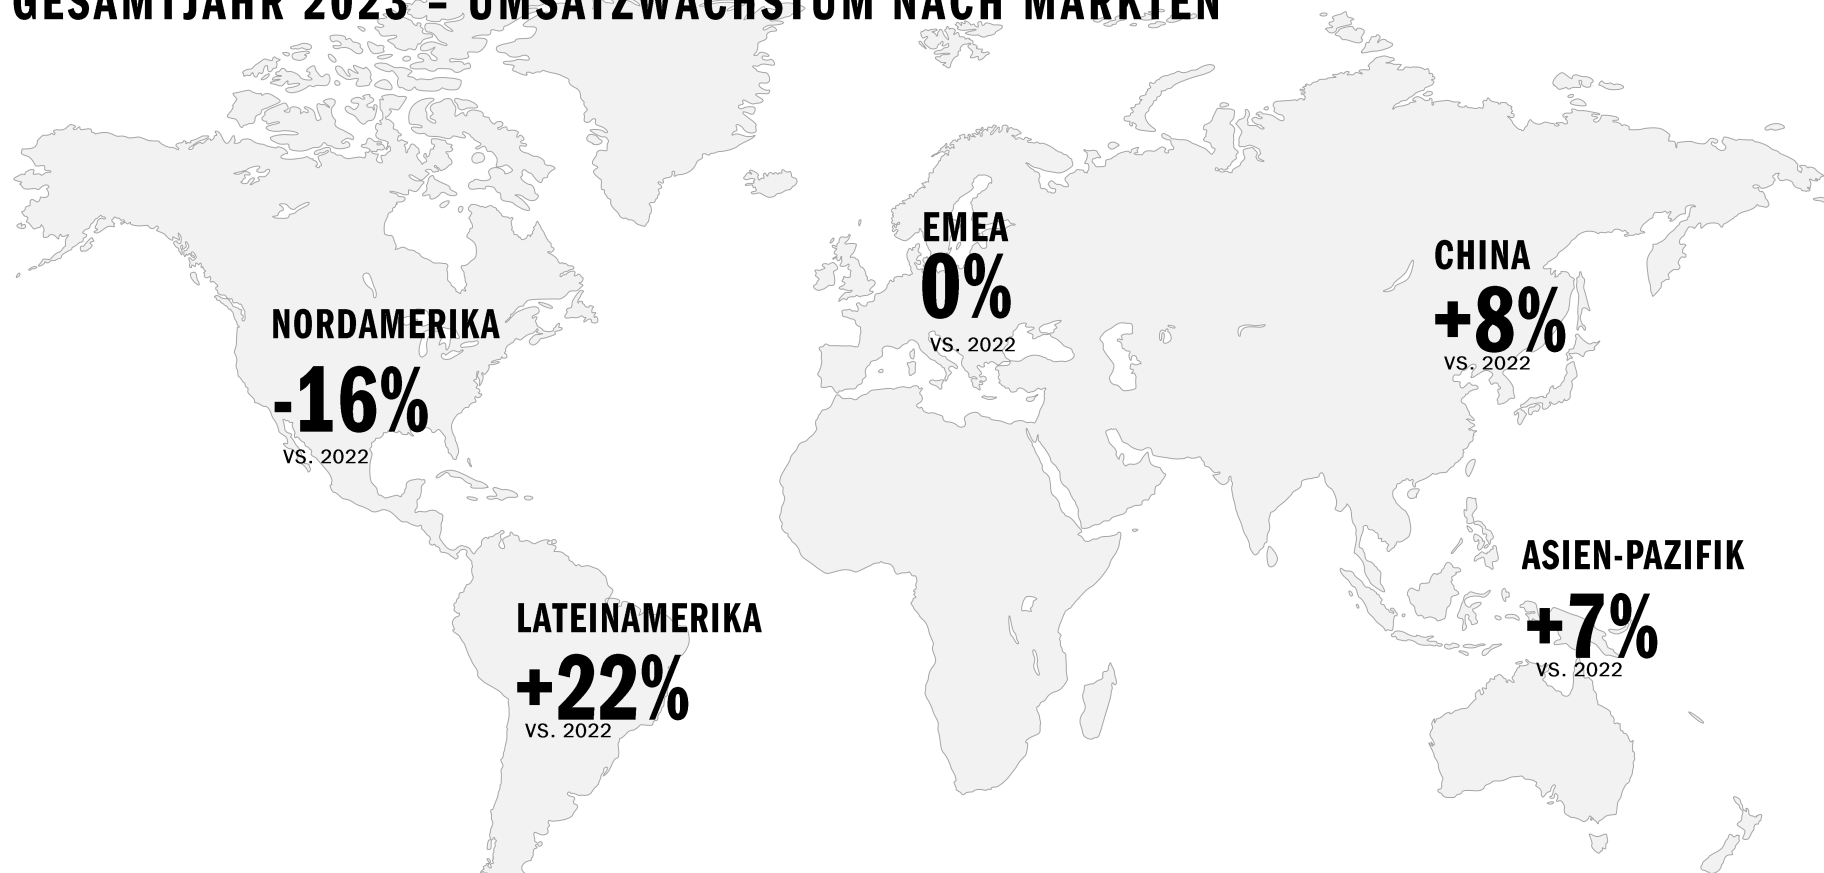 GESAMTJAHR 2023 – UMSATZWACHSTUM NACH MÄRKTEN
EMEA
0%
VS. 2022
CHINA
+8%
VS. 2022
NORDAMERIKA
-16%
VS. 2022
ASIEN-PAZIFIK
+7%
VS. 2022
LATEINAMERIKA
+22%
VS. 2022